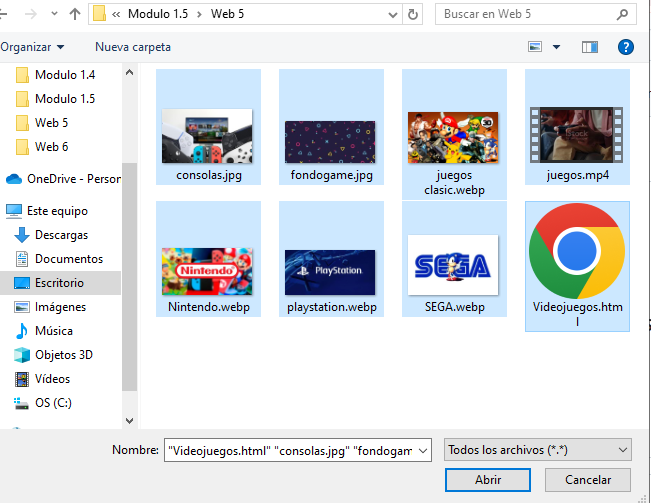 « Modulo 1.5 > Web 5
Buscar en Web 5
Organizar
Nueva carpeta
Modulo 1.4
Modulo 1.5
Web 5
Web 6
OneDrive - Person
Este equipo
Descargas
Documentos
Escritorio
Imágenes
Música
Objetos 3D
Vídeos
OS (C:)
consolas.jpg
fondogame.jpg
3D
juegos
clasic.webp
iStock
juegos.mp4
Nintendo
Nintendo.webp
PlayStation
playstation.webp
SEGA
SEGA.webp
Videojuegos.htm
l
Nombre:
"Videojuegos.html" "consolas.jpg" "fondogam
Todos los archivos (*.*)
Abrir
Cancelar